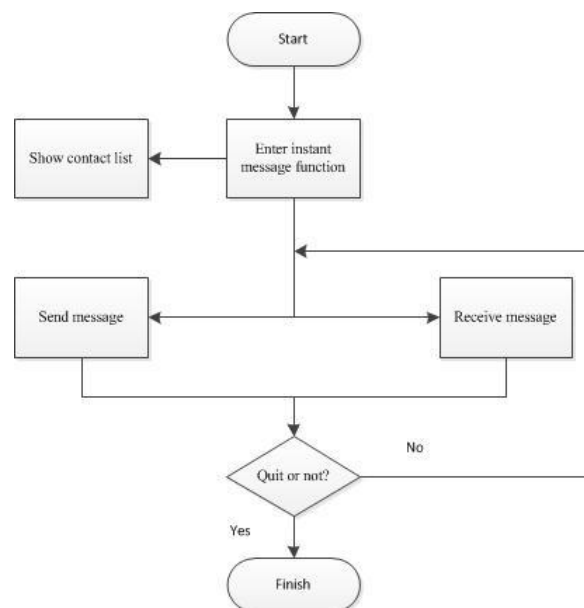 Start
Show contact list
Enter instant
message function
Send message
Receive message
Quit or not?
No
Yes
Finish